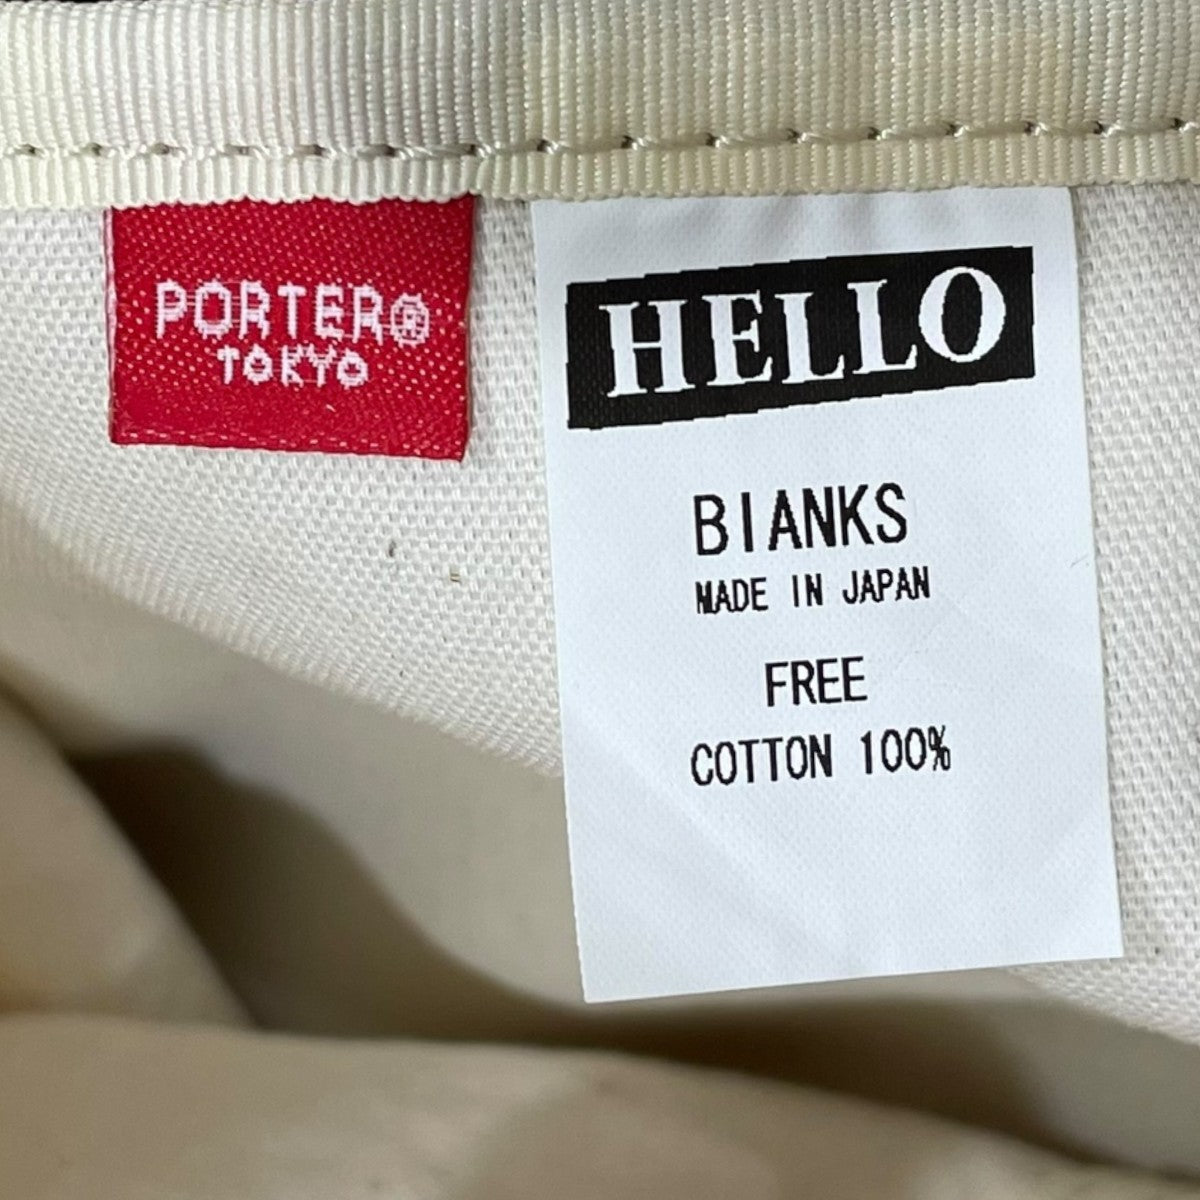 PORTER®
TOKYO
HELLO
BIANKS
MADE IN JAPAN
FREE
COTTON 100%